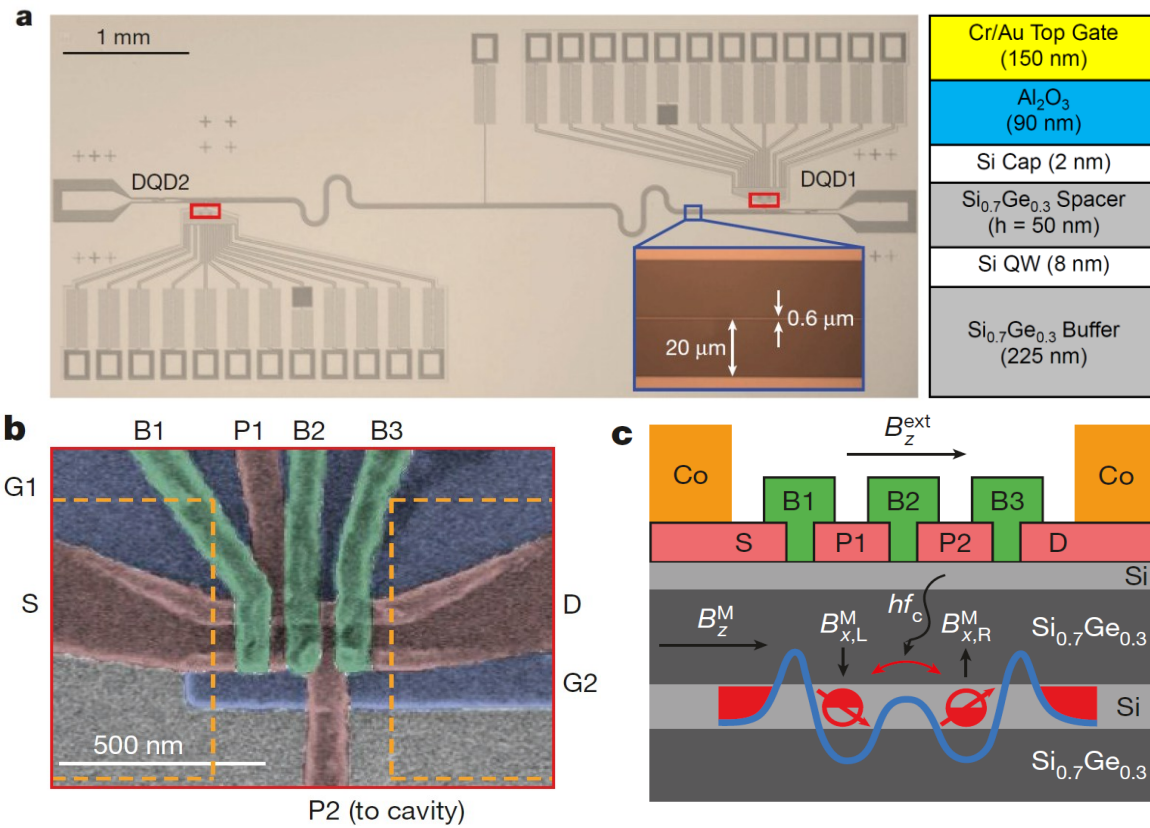 a
1 mm
DQD2
DQD1
0.6 μm
20 μm
Cr/Au Top Gate
(150 nm)
Al₂O₃
(90 nm)
Si Cap (2 nm)
Si₀.₇Ge₀.₃ Spacer
(h = 50 nm)
Si QW (8 nm)
Si₀.₇Ge₀.₃ Buffer
(225 nm)
b
B1 P1 B2 B3
G1
S
D
G2
500 nm
P2 (to cavity)
c
B_z^ext
Co
Co
B1 B2 B3
S P1 P2 D
Si
hf_c
B_z^M
B_x,L^M
B_x,R^M
Si₀.₇Ge₀.₃
Si
Si₀.₇Ge₀.₃